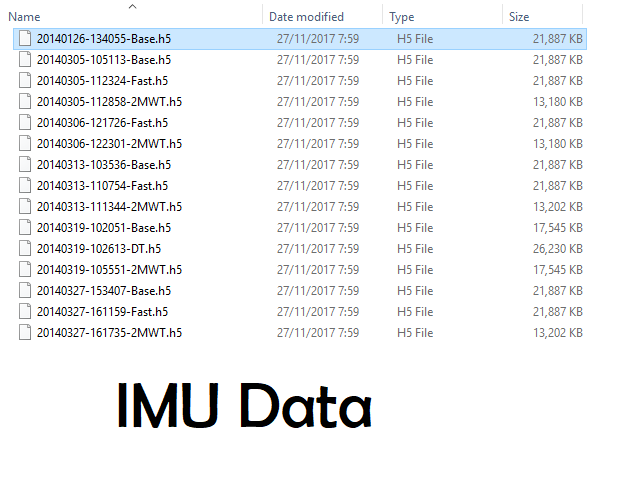 Name Date modified Type Size
20140126-134055-Base.h5 27/11/2017 7:59 H5 File 21,887 KB
20140305-105113-Base.h5 27/11/2017 7:59 H5 File 21,887 KB
20140305-112324-Fast.h5 27/11/2017 7:59 H5 File 21,887 KB
20140305-112858-2MWT.h5 27/11/2017 7:59 H5 File 13,180 KB
20140306-121726-Fast.h5 27/11/2017 7:59 H5 File 21,887 KB
20140306-122301-2MWT.h5 27/11/2017 7:59 H5 File 13,180 KB
20140313-103536-Base.h5 27/11/2017 7:59 H5 File 21,887 KB
20140313-110754-Fast.h5 27/11/2017 7:59 H5 File 21,887 KB
20140313-111344-2MWT.h5 27/11/2017 7:59 H5 File 13,202 KB
20140319-102051-Base.h5 27/11/2017 7:59 H5 File 17,545 KB
20140319-102613-DT.h5 27/11/2017 7:59 H5 File 26,230 KB
20140319-105551-2MWT.h5 27/11/2017 7:59 H5 File 17,545 KB
20140327-153407-Base.h5 27/11/2017 7:59 H5 File 21,887 KB
20140327-161159-Fast.h5 27/11/2017 7:59 H5 File 21,887 KB
20140327-161735-2MWT.h5 27/11/2017 7:59 H5 File 13,202 KB
IMU Data